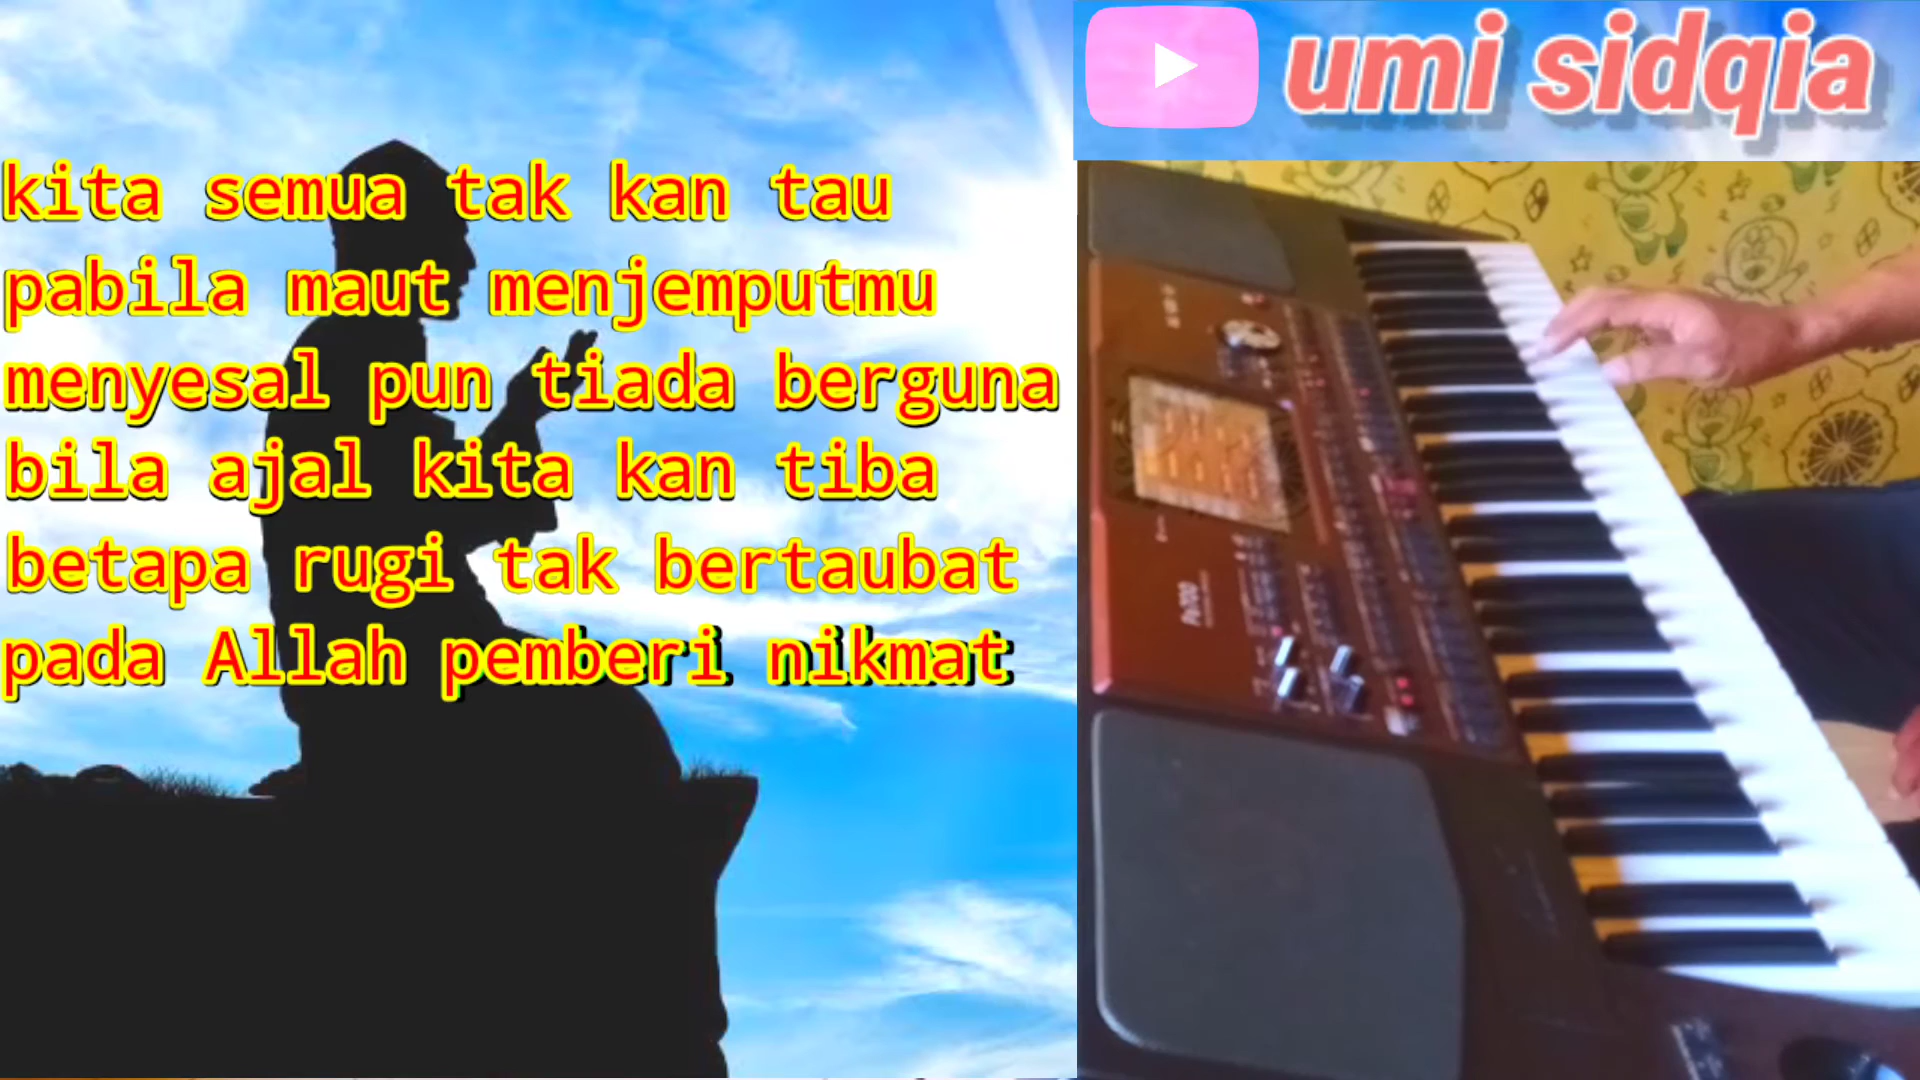 umi sidqia
kita semua tak kan tau
pabila maut menjemputmu
menyesal pun tiada berguna
bila ajal kita kan tiba
betapa rugi tak bertaubat
pada Allah pemberi nikmat
Pa700